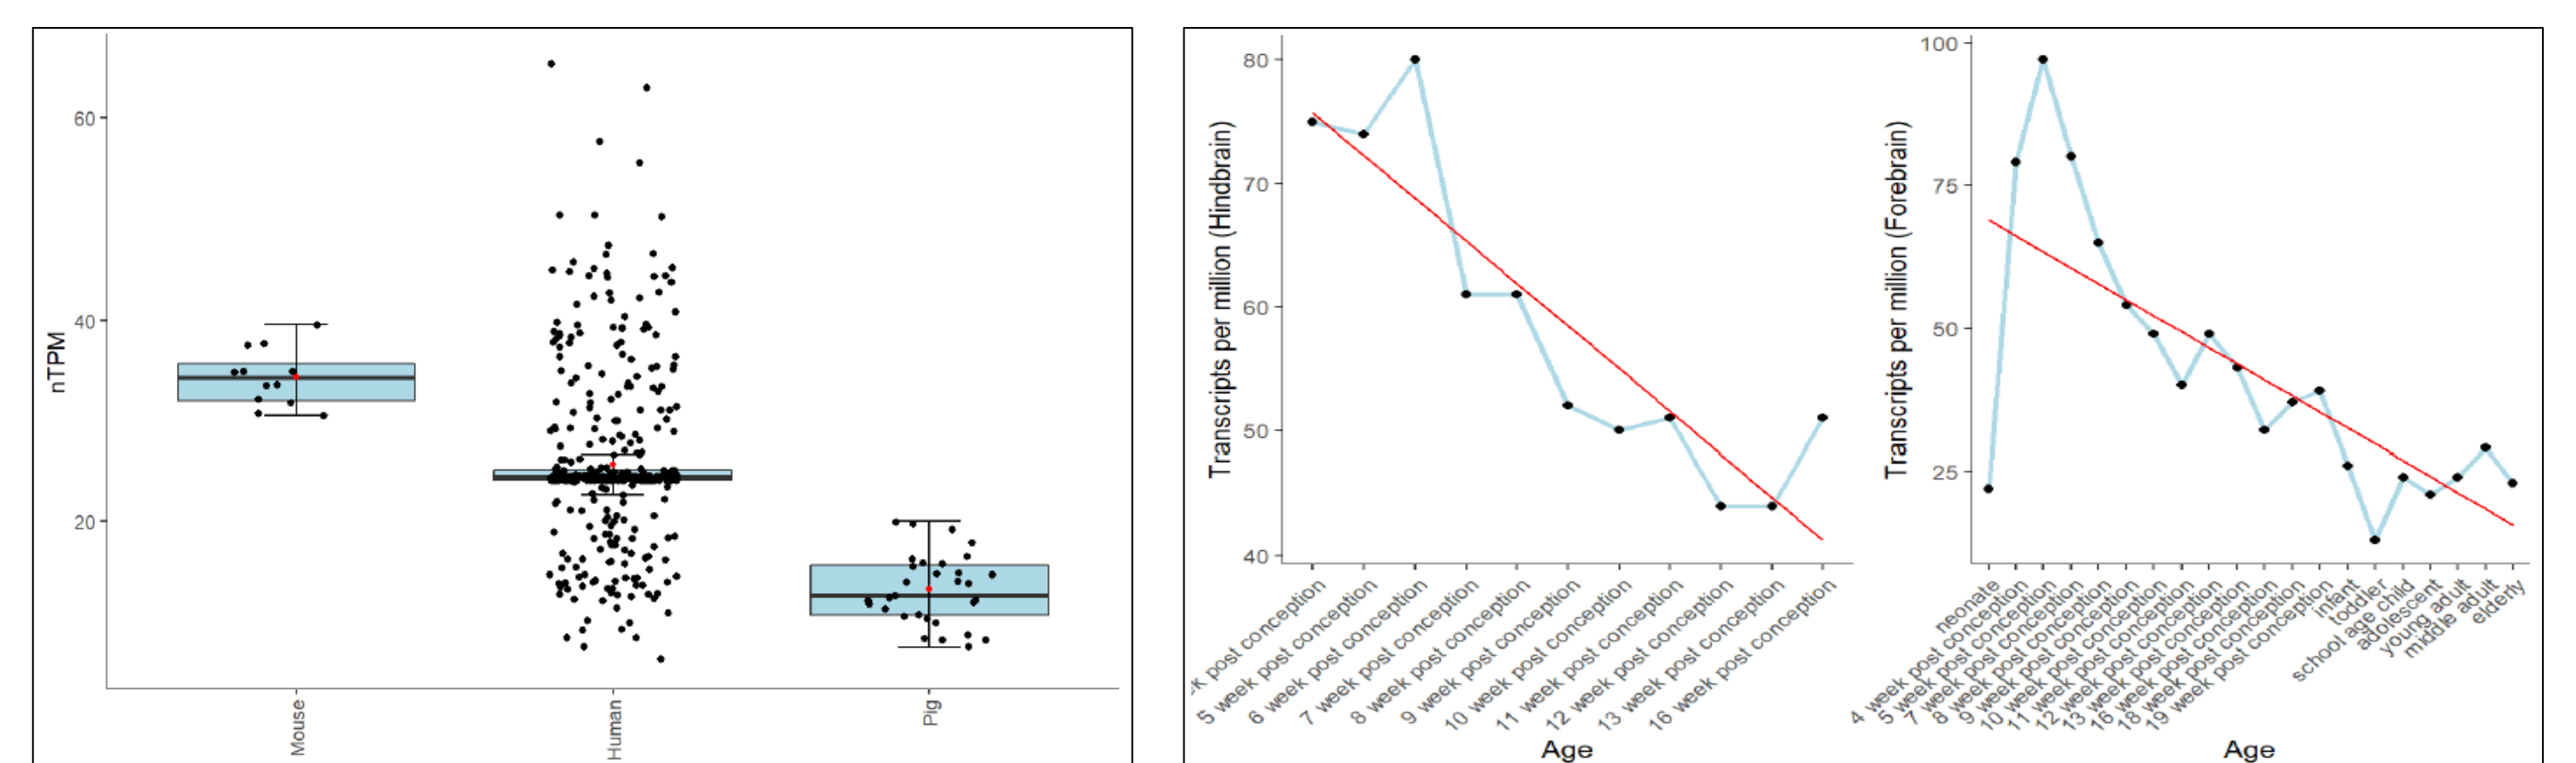 nTPM
60
40
20
Mouse
Human
Pig
Transcripts per million (Hindbrain)
80
70
60
50
40
post conception
5 week post conception
6 week post conception
7 week post conception
8 week post conception
9 week post conception
10 week post conception
11 week post conception
12 week post conception
13 week post conception
16 week post conception
Age
Transcripts per million (Forebrain)
100
75
50
25
neonate
4 week post conception
5 week post conception
7 week post conception
8 week post conception
9 week post conception
10 week post conception
11 week post conception
12 week post conception
13 week post conception
16 week post conception
18 week post conception
19 week post conception
infant
toddler
school age child
adolescent
young adult
middle adult
elderly
Age